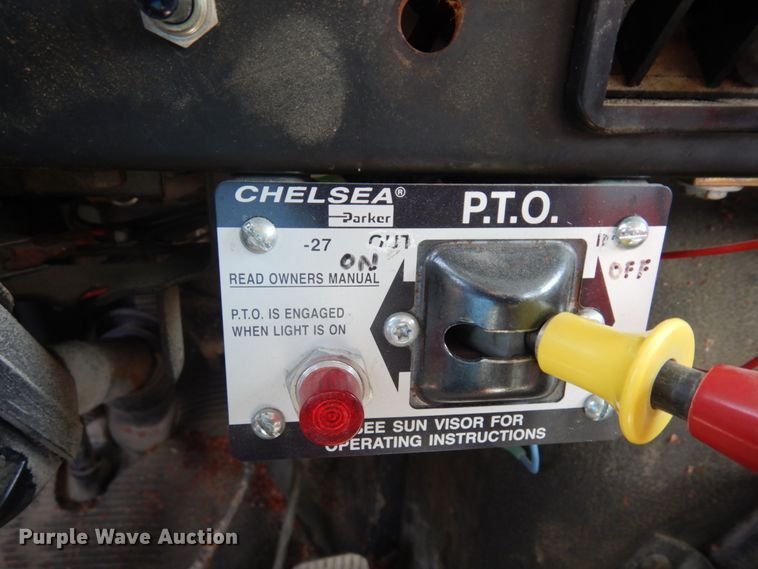 CHELSEA®
Parker
P.T.O.
-27
OUT
ON
OFF
READ OWNERS MANUAL
P.T.O. IS ENGAGED
WHEN LIGHT IS ON
SEE SUN VISOR FOR
OPERATING INSTRUCTIONS
Purple Wave Auction®